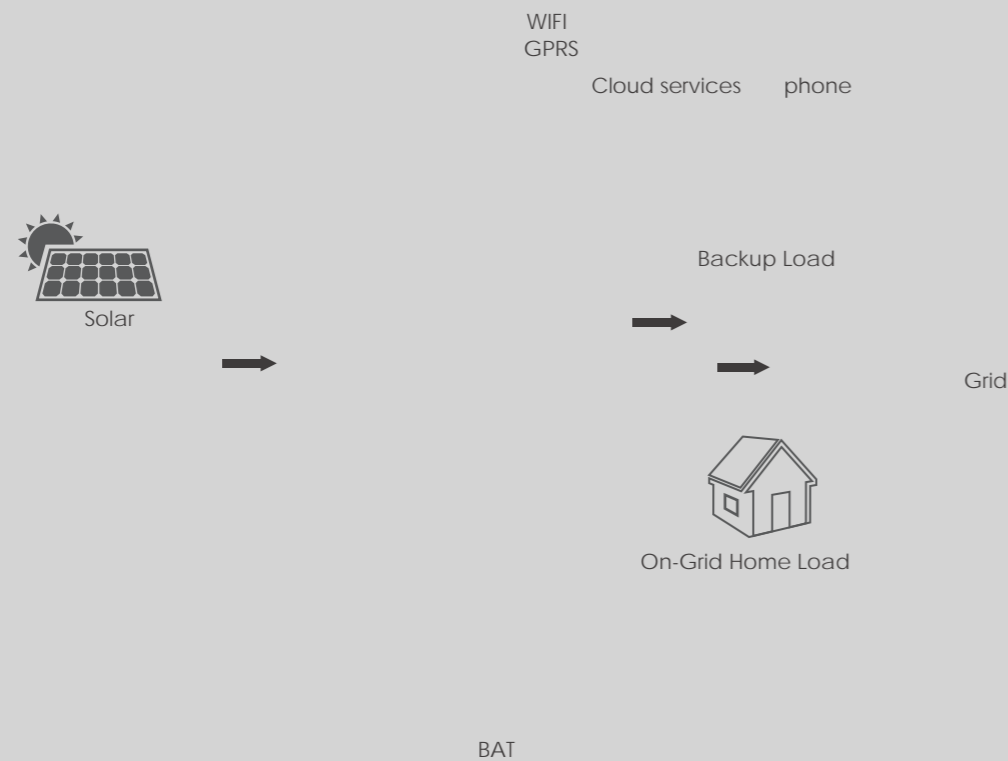 WIFI
GPRS
Cloud services phone
Backup Load
Solar
Grid
On-Grid Home Load
BAT